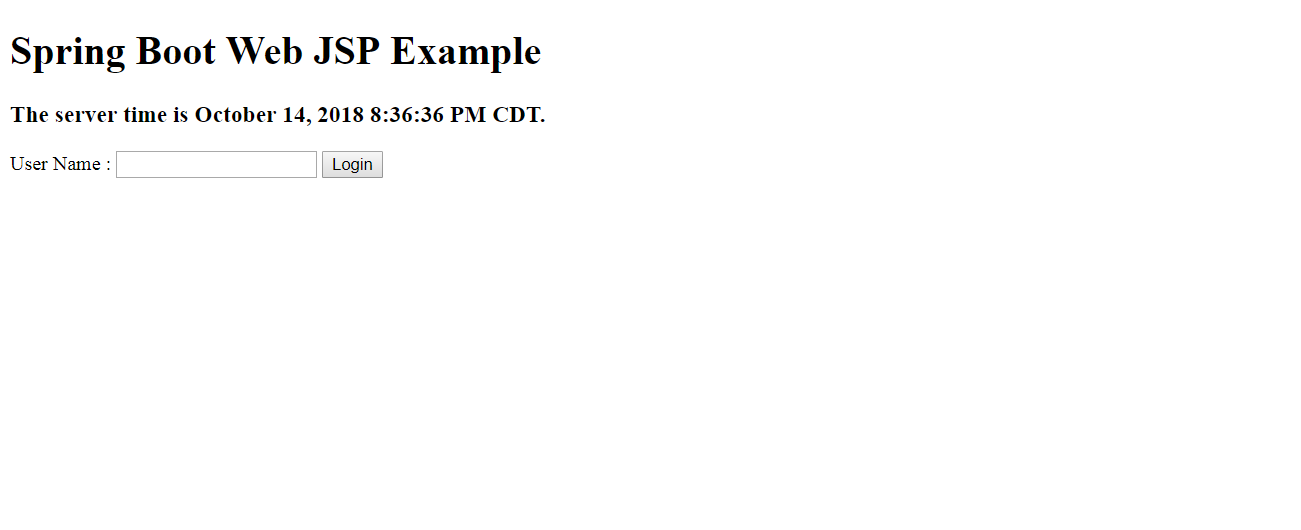 Spring Boot Web JSP Example
The server time is October 14, 2018 8:36:36 PM CDT.
User Name : Login